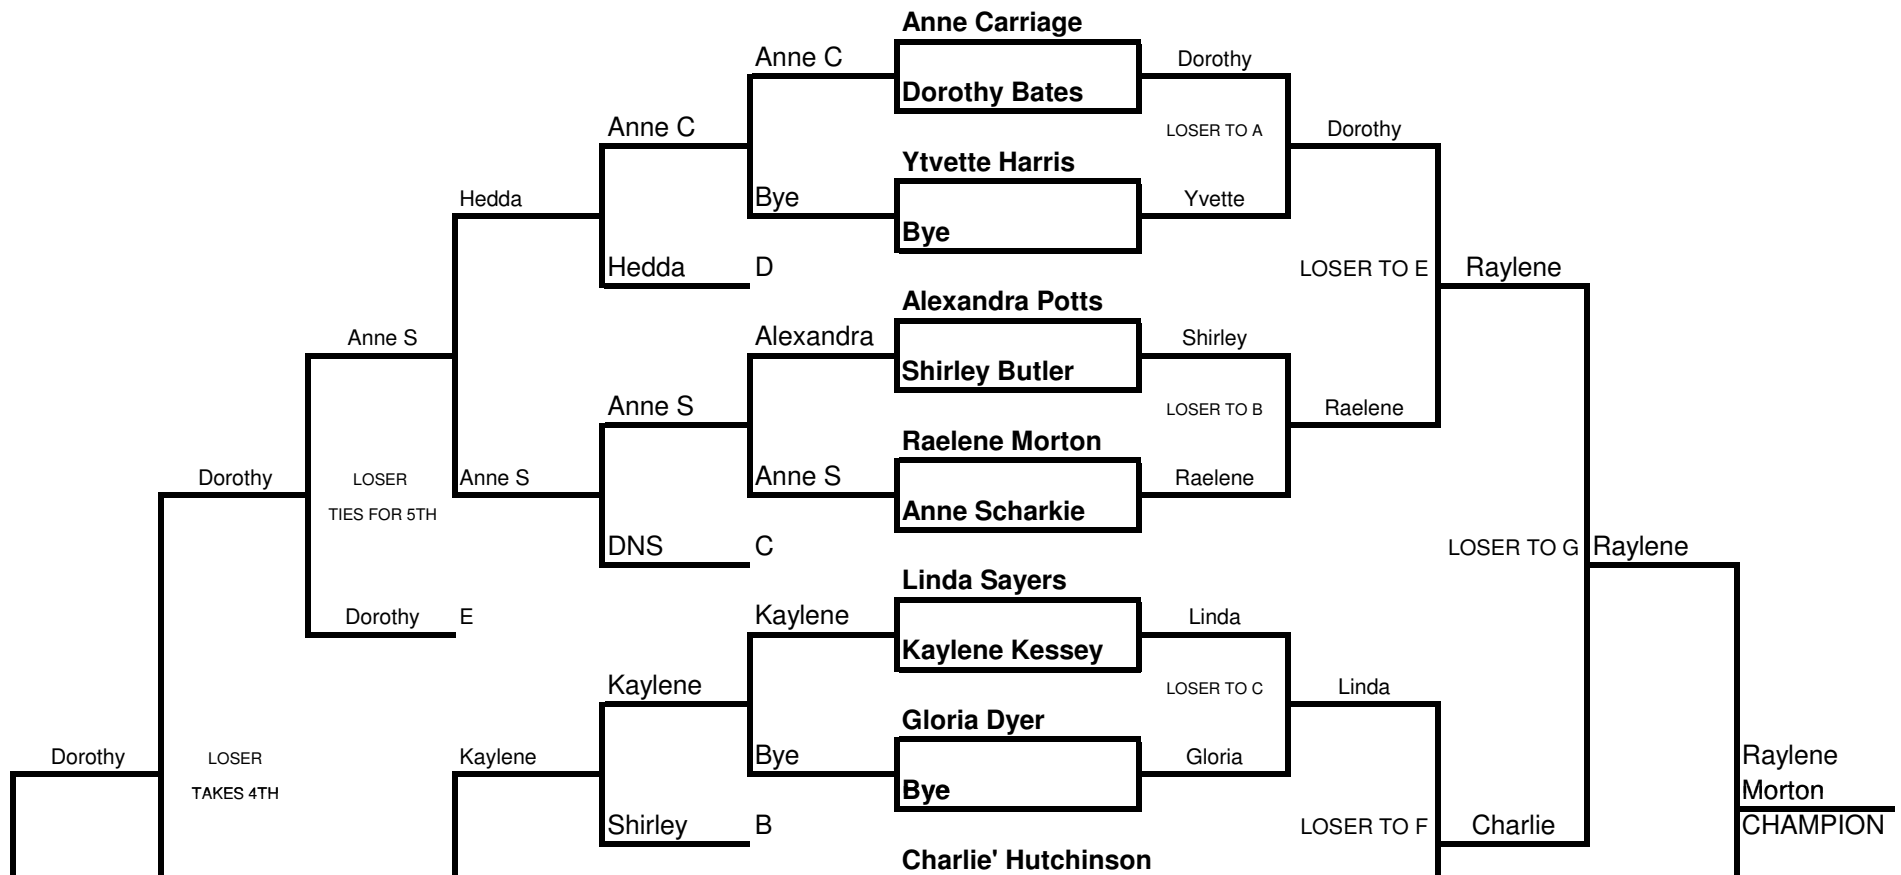 Anne Carriage
Anne C
Dorothy
Dorothy Bates
Anne C
LOSER TO A
Dorothy
Ytvette Harris
Hedda
Bye
Yvette
Bye
Hedda
D
LOSER TO E
Raylene
Alexandra Potts
Anne S
Alexandra
Shirley
Shirley Butler
Anne S
LOSER TO B
Raelene
Raelene Morton
Dorothy
LOSER
Anne S
Anne S
Raelene
TIES FOR 5TH
Anne Scharkie
DNS
C
LOSER TO G
Raylene
Linda Sayers
Dorothy
E
Kaylene
Linda
Kaylene Kessey
Kaylene
LOSER TO C
Linda
Gloria Dyer
Dorothy
LOSER
Kaylene
Bye
Gloria
Raylene
TAKES 4TH
Bye
Morton
Shirley
B
LOSER TO F
Charlie
CHAMPION
Charlie' Hutchinson